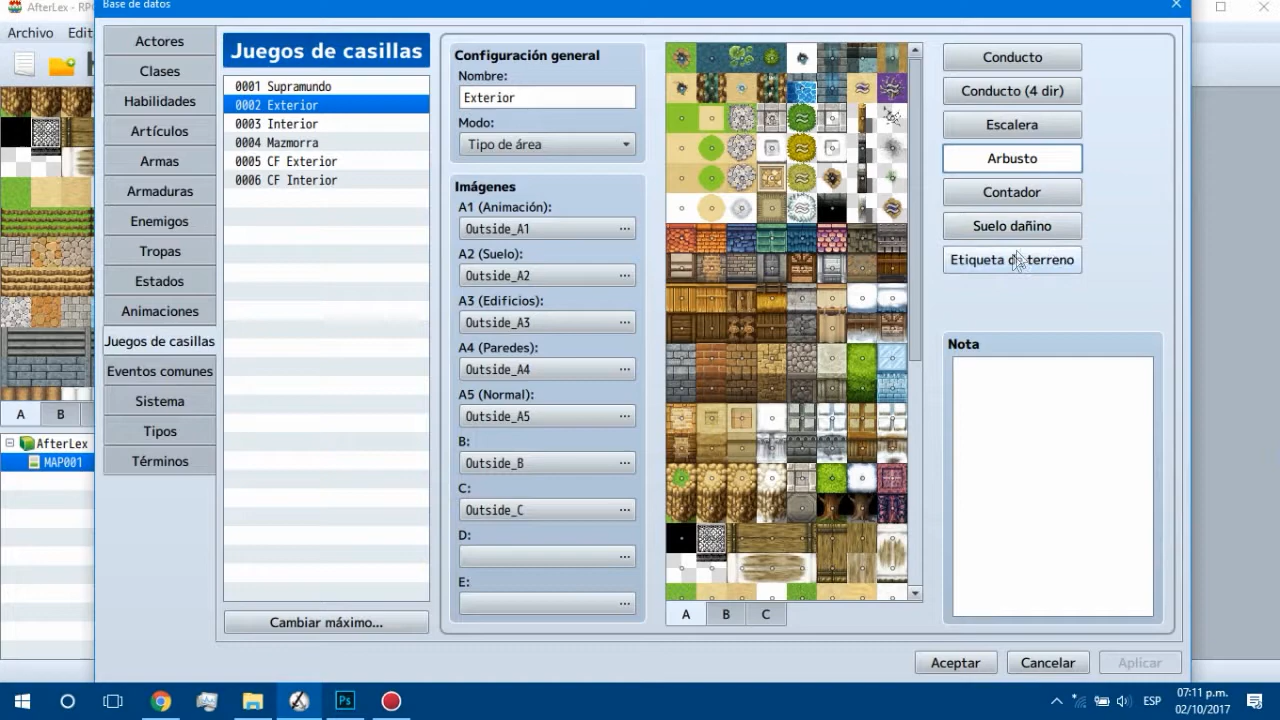 AfterLex - RPG
Base de datos
Archivo
Edit
Actores
Clases
Habilidades
Artículos
Armas
Armaduras
Enemigos
Tropas
Estados
Animaciones
Juegos de casillas
Eventos comunes
Sistema
Tipos
Términos
A
B
AfterLex
MAP001
Juegos de casillas
0001 Supramundo
0002 Exterior
0003 Interior
0004 Mazmorra
0005 CF Exterior
0006 CF Interior
Cambiar máximo...
Configuración general
Nombre:
Exterior
Modo:
Tipo de área
Imágenes
A1 (Animación):
Outside_A1
A2 (Suelo):
Outside_A2
A3 (Edificios):
Outside_A3
A4 (Paredes):
Outside_A4
A5 (Normal):
Outside_A5
B:
Outside_B
C:
Outside_C
D:
E:
A
B
C
Conducto
Conducto (4 dir)
Escalera
Arbusto
Contador
Suelo dañino
Etiqueta de terreno
Nota
Aceptar
Cancelar
Aplicar
Ps
ESP
07:11 p.m.
02/10/2017